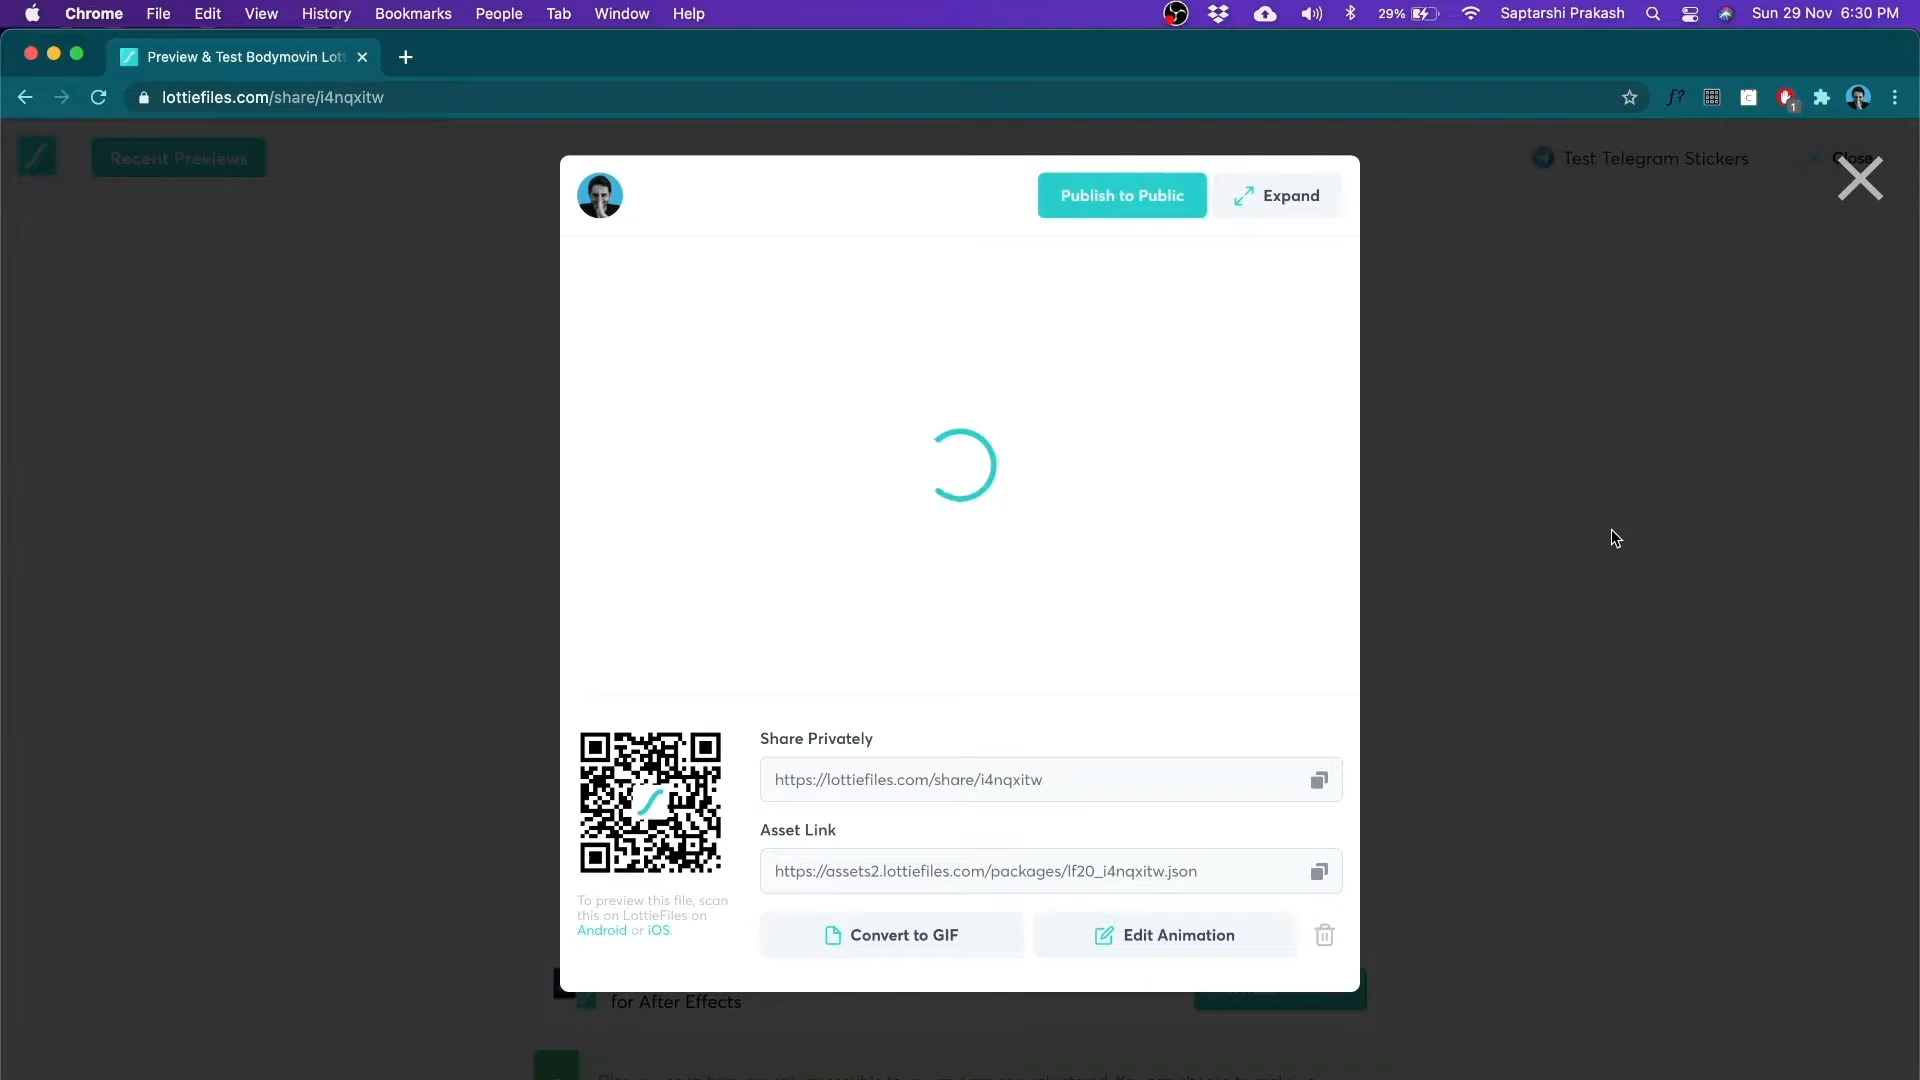 Chrome File Edit View History Bookmarks People Tab Window Help 29% Saptarshi Prakash Sun 29 Nov 6:30 PM
Preview & Test Bodymovin Lot
lottiefiles.com/share/i4nqxitw
f?
C
1
Recent Previews
Test Telegram Stickers
Close
Publish to Public
Expand
Share Privately
https://lottiefiles.com/share/i4nqxitw
Asset Link
https://assets2.lottiefiles.com/packages/lf20_i4nqxitw.json
To preview this file, scan
this on LottieFiles on
Android or iOS.
Convert to GIF
Edit Animation
for After Effects